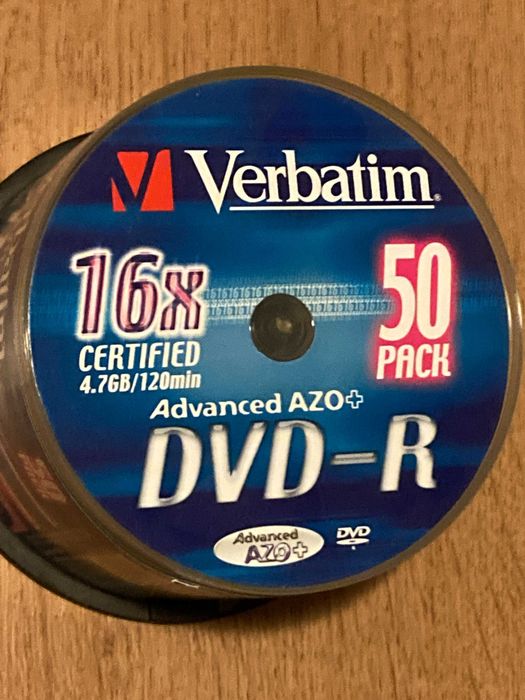 Verbatim®
16x
CERTIFIED
4.7GB/120min
50
PACK
Advanced AZO+
DVD-R
Advanced
AZO+
DVD
R